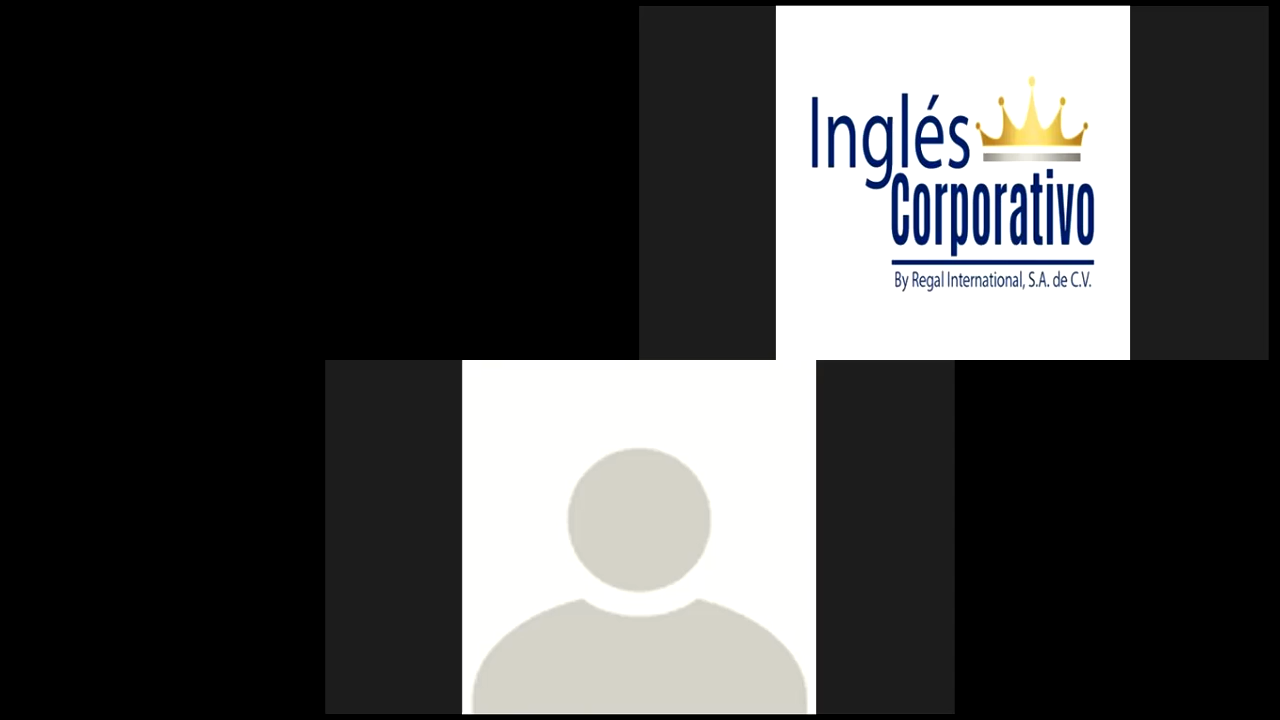 Inglés
Corporativo
By Regal International, S.A. de C.V.